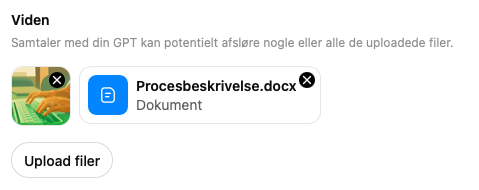 Viden
Samtaler med din GPT kan potentielt afsløre nogle eller alle de uploadede filer.
Procesbeskrivelse.docx
Dokument
Upload filer